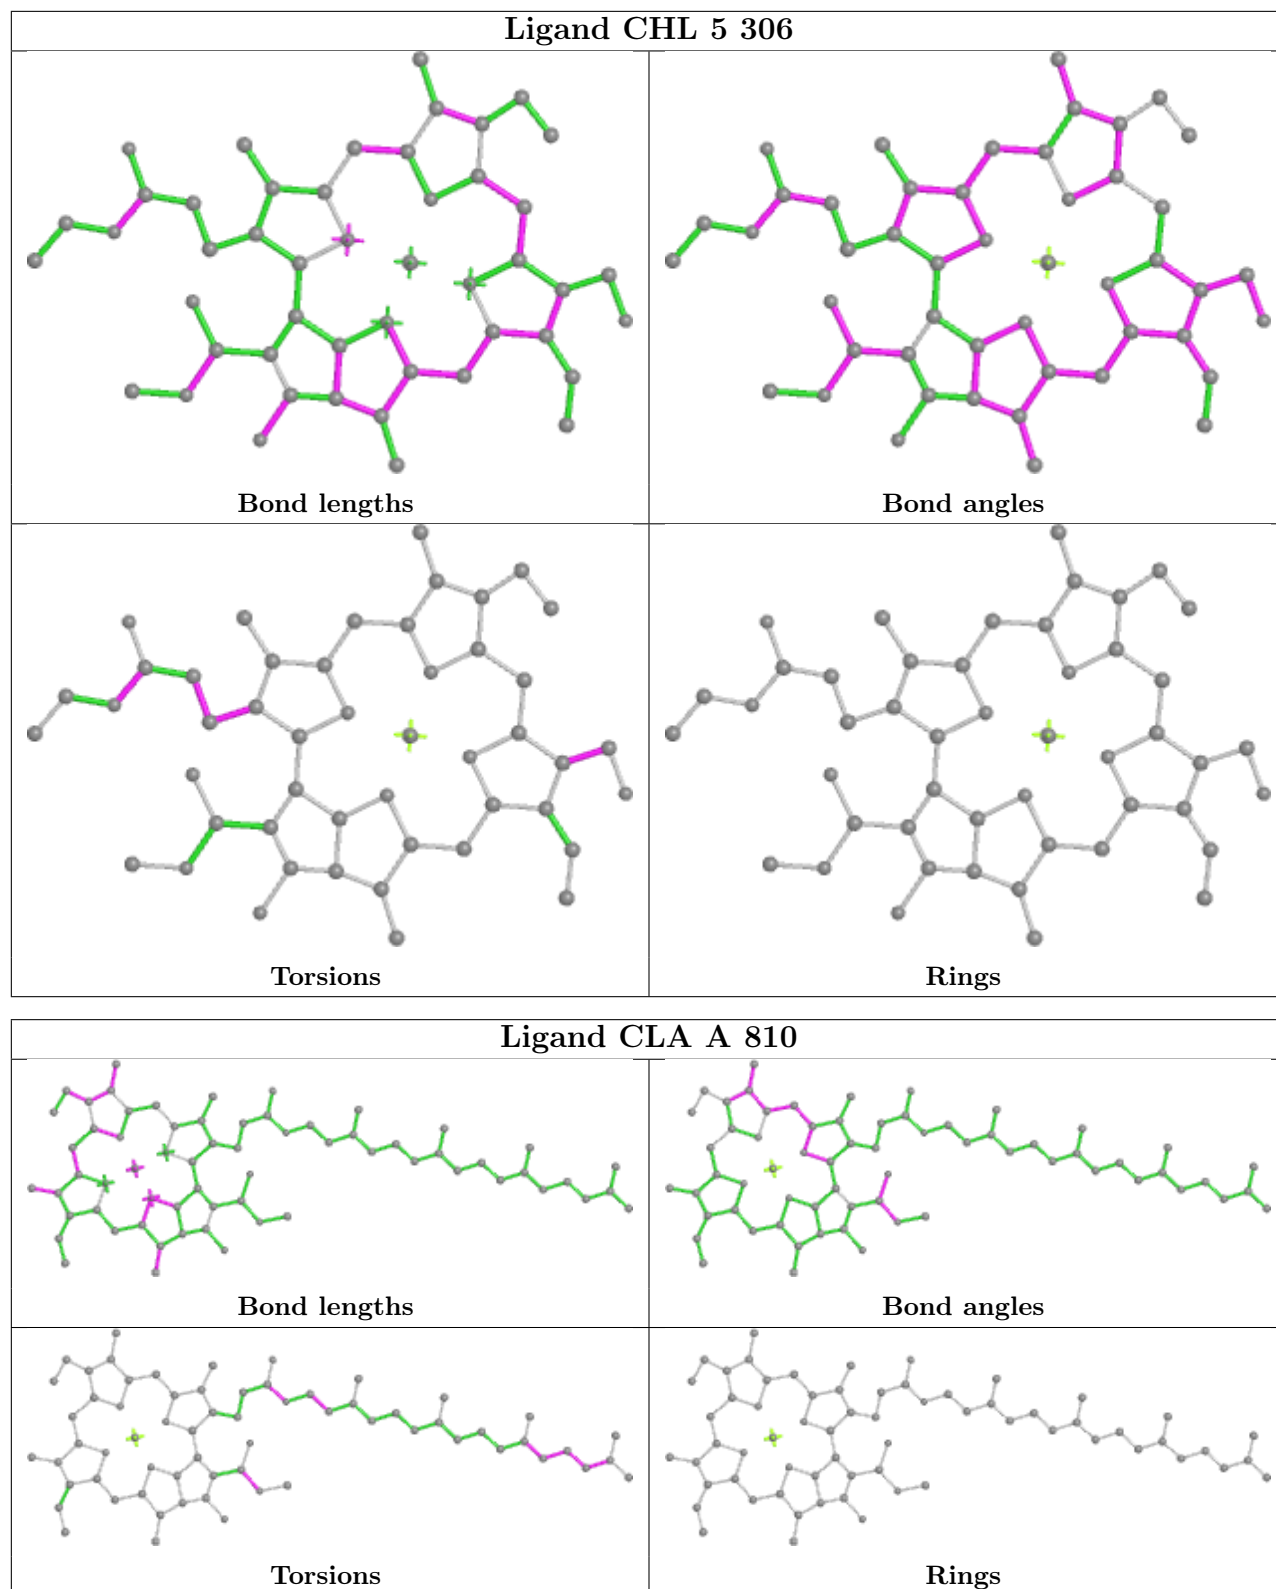 Ligand CHL 5 306
Bond lengths
Bond angles
Torsions
Rings
Ligand CLA A 810
Bond lengths
Bond angles
Torsions
Rings